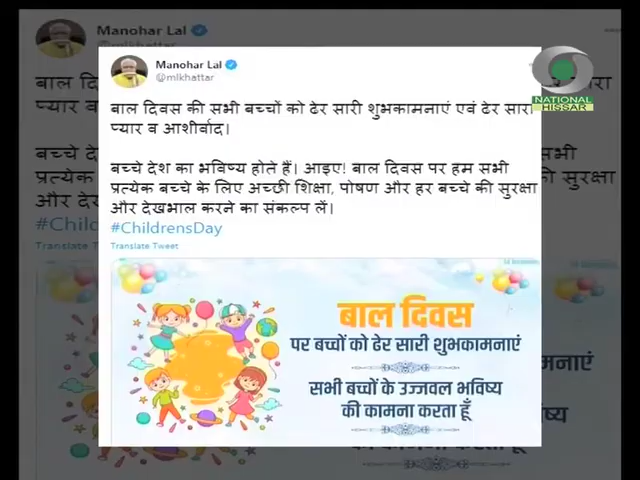 Manohar Lal
@mlkhattar
बाल दिवस की सभी बच्चों को ढेर सारी शुभकामनाएं एवं ढेर सारा
प्यार व आशीर्वाद।
बच्चे देश का भविष्य होते हैं। आइए! बाल दिवस पर हम सभी
प्रत्येक बच्चे के लिए अच्छी शिक्षा, पोषण और हर बच्चे की सुरक्षा
और देखभाल करने का संकल्प लें।
#ChildrensDay
Translate Tweet
बाल दिवस
पर बच्चों को ढेर सारी शुभकामनाएं
सभी बच्चों के उज्जवल भविष्य
की कामना करता हूँ
NATIONAL
HISSAR